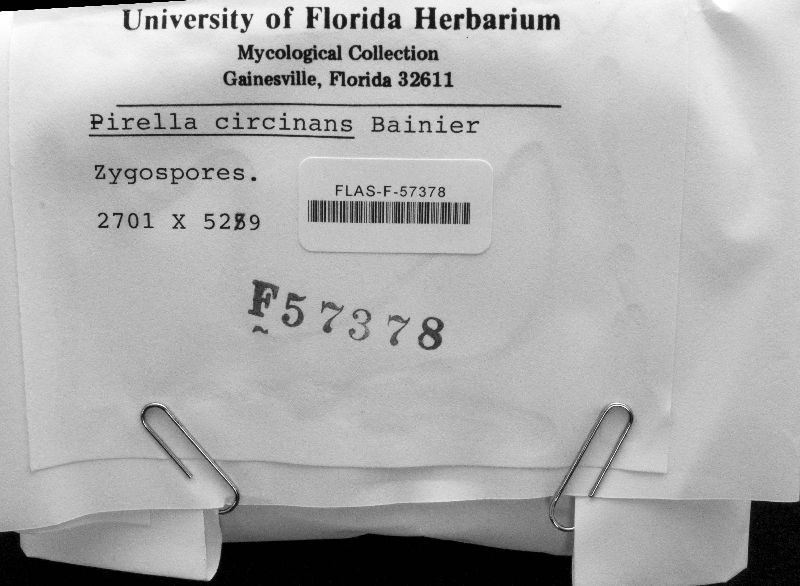 University of Florida Herbarium
Mycological Collection
Gainesville, Florida 32611
Pirella circinans Bainier
Zygospores.
FLAS-F-57378
2701 X
F57378